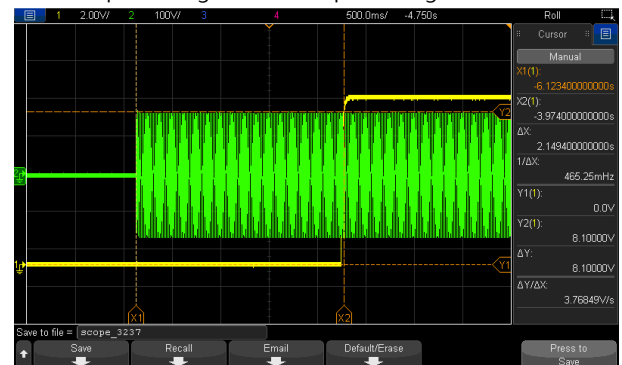 1 2.00V/ 2 100V/ 3 4 500.0ms/ -4.750s Roll
Cursor
Manual
X1(1):
-6.123400000000s
X2(1):
-3.974000000000s
ΔX:
2.149400000000s
1/ΔX:
465.25mHz
Y1(1):
0.0V
Y2(1):
8.10000V
ΔY:
8.10000V
ΔY/ΔX:
3.76849V/s
Y2
2
1
Y1
X1 X2
Save to file = scope_3237
Save Recall Email Default/Erase Press to
Save